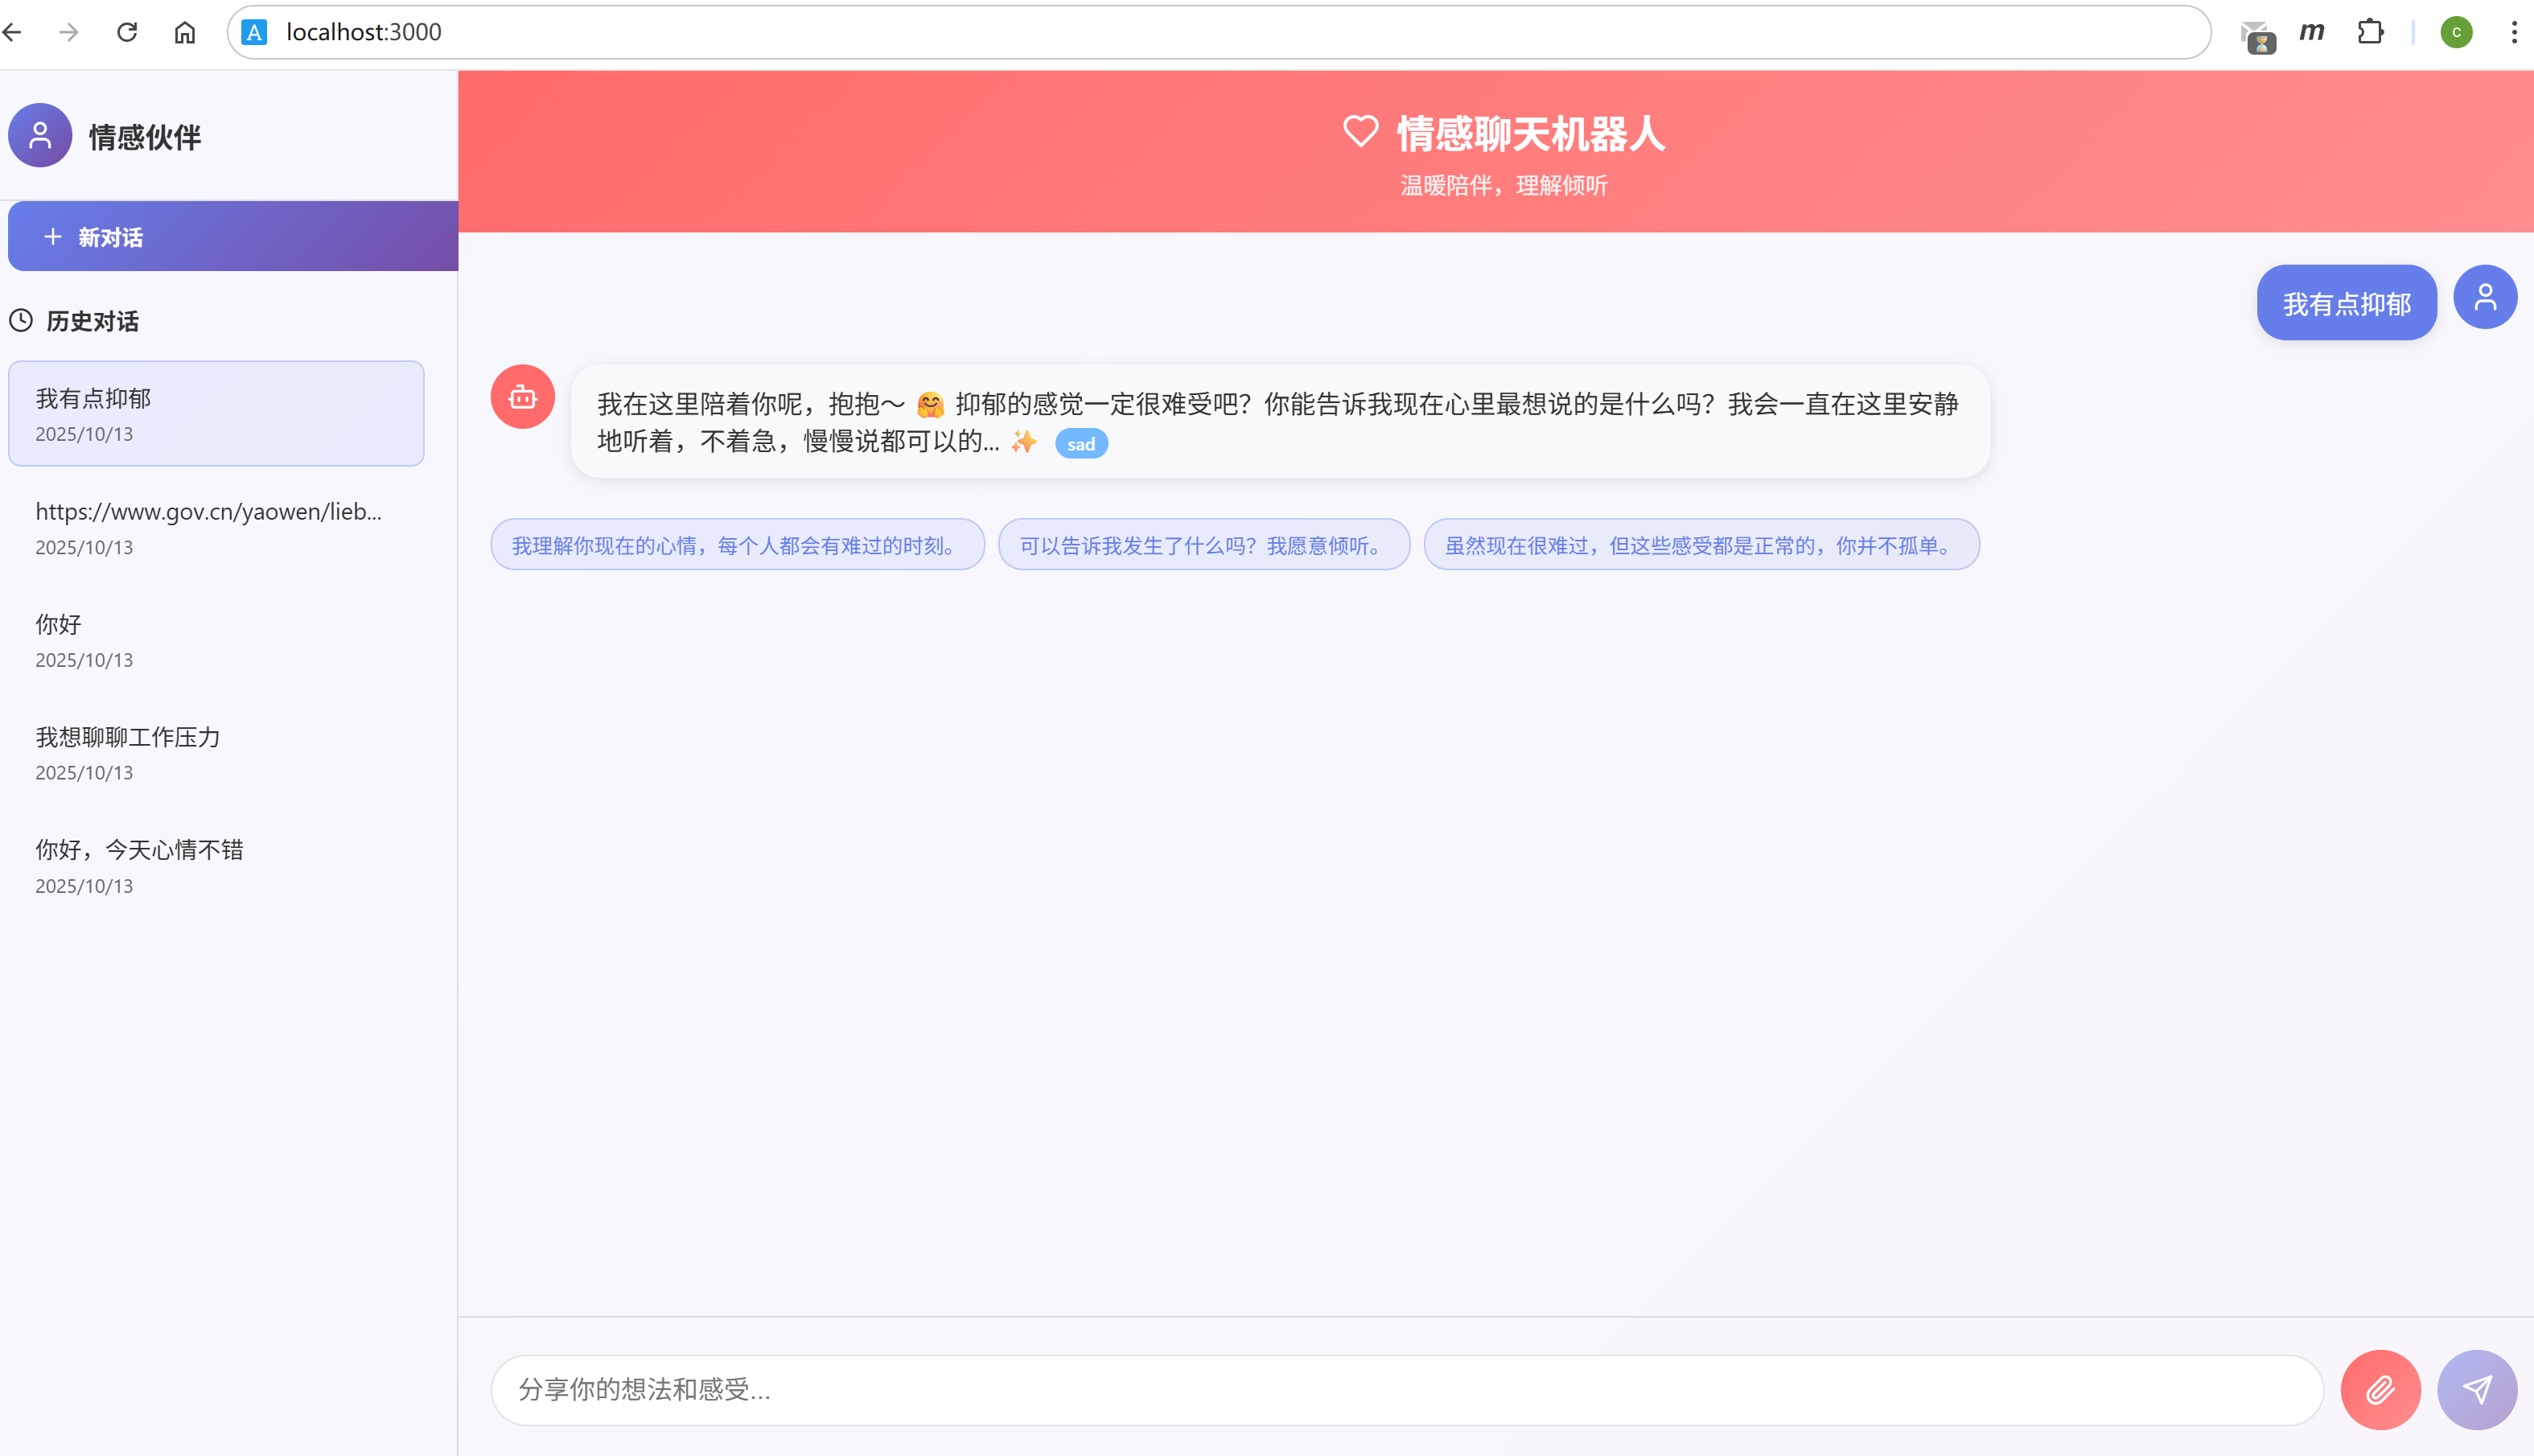 localhost:3000
m
c
情感伙伴
+ 新对话
历史对话
我有点抑郁
2025/10/13
https://www.gov.cn/yaowen/lieb...
2025/10/13
你好
2025/10/13
我想聊聊工作压力
2025/10/13
你好，今天心情不错
2025/10/13
情感聊天机器人
温暖陪伴，理解倾听
我有点抑郁
我在这里陪着你呢，抱抱～ 🤗 抑郁的感觉一定很难受吧？你能告诉我现在心里最想说的是什么吗？我会一直在这里安静
地听着，不着急，慢慢说都可以的... ✨ sad
我理解你现在的心情，每个人都会有难过的时刻。
可以告诉我发生了什么吗？我愿意倾听。
虽然现在很难过，但这些感受都是正常的，你并不孤单。
分享你的想法和感受...